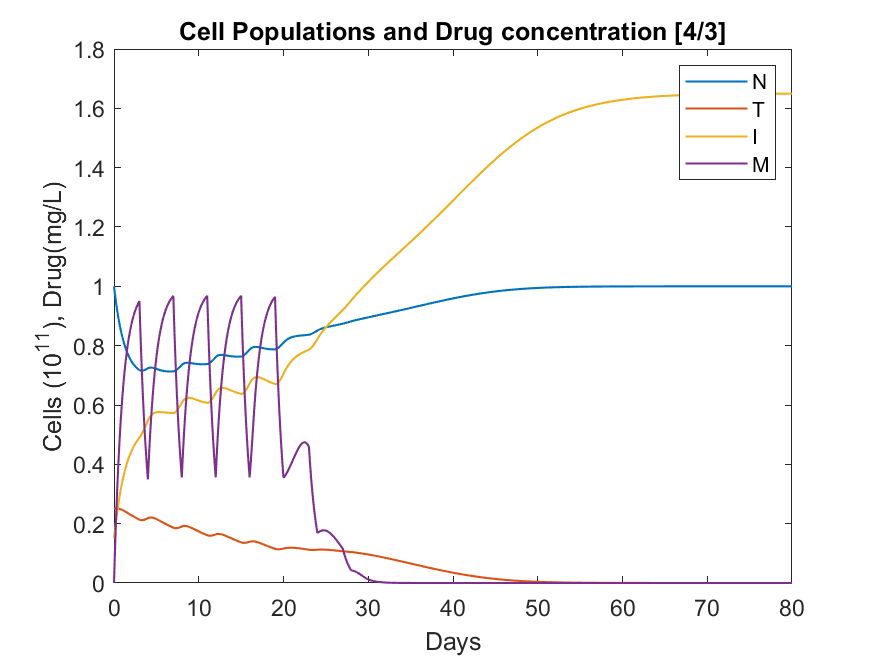 Cell Populations and Drug concentration [4/3]
1.8
1.6
1.4
1.2
1
0.8
0.6
0.4
0.2
0
Cells (10^11), Drug(mg/L)
N
T
I
M
0 10 20 30 40 50 60 70 80
Days